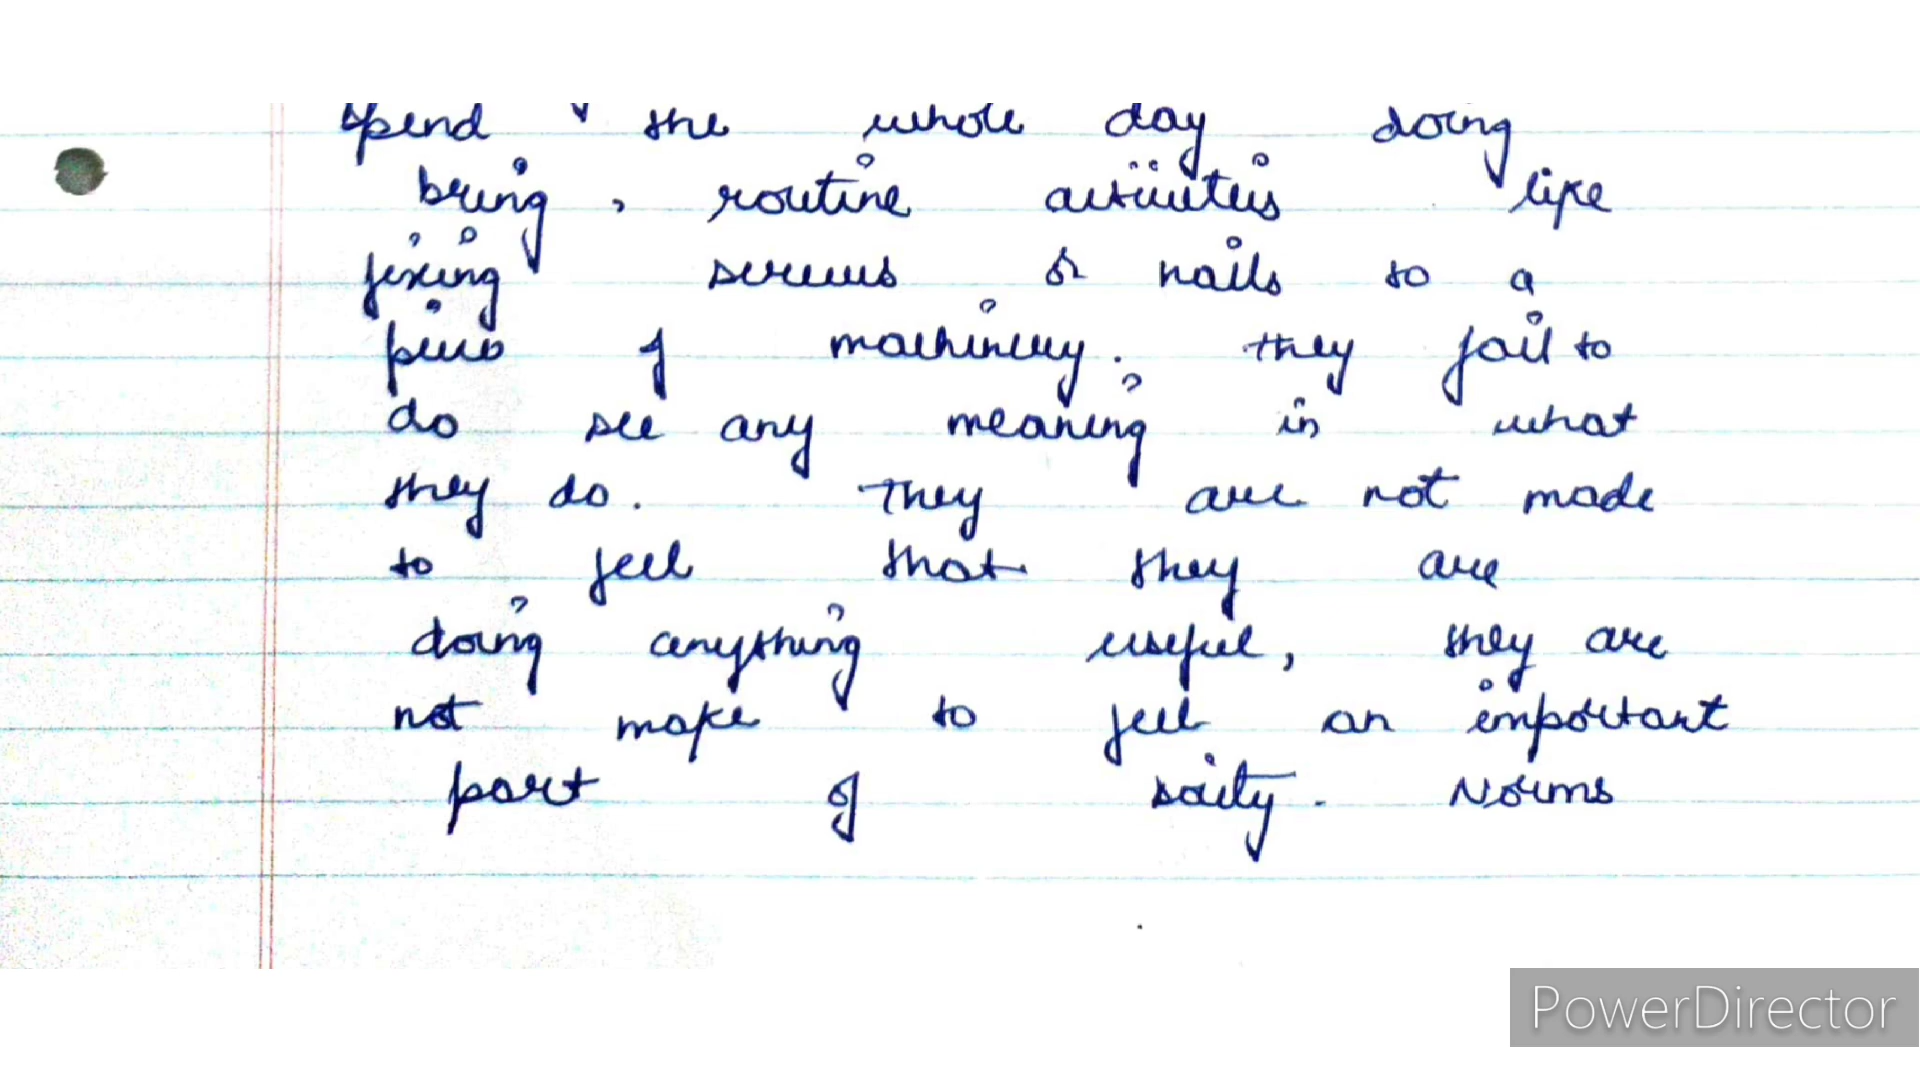 spend the whole day doing
bring, routine activities like
fixing screws or nails to a
piece of machinery. They fail to
do see any meaning in what
they do. They are not made
to feel that they are
doing anything useful, they are
not make to feel an important
part of society. Norms
PowerDirector